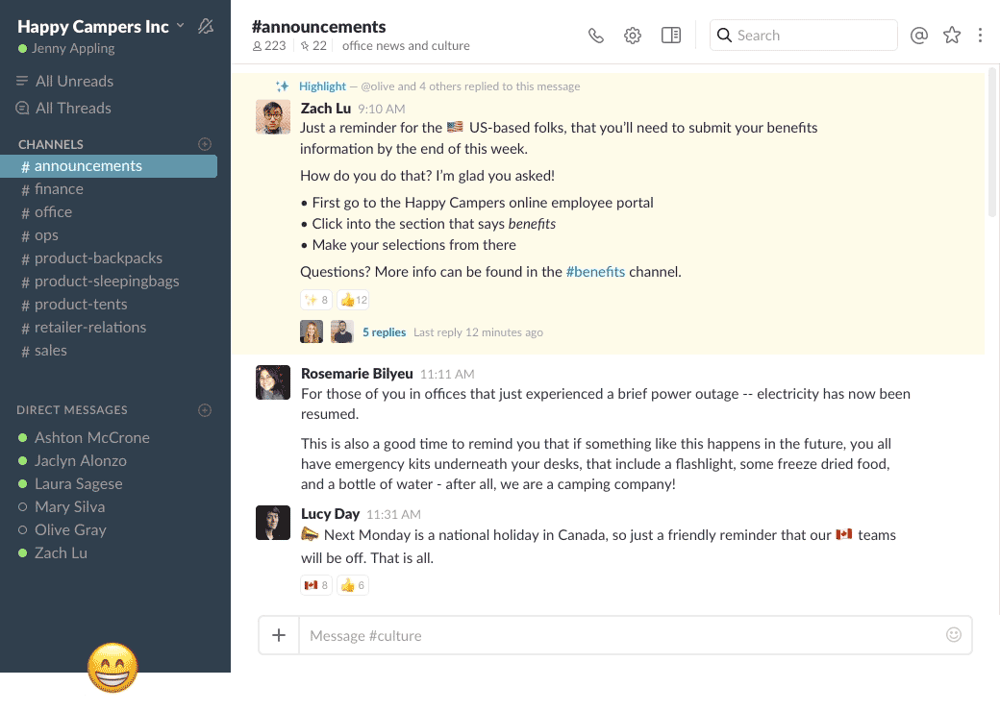 Happy Campers Inc
Jenny Appling
All Unreads
All Threads
CHANNELS
# announcements
# finance
# office
# ops
# product-backpacks
# product-sleepingbags
# product-tents
# retailer-relations
# sales
DIRECT MESSAGES
Ashton McCrone
Jaclyn Alonzo
Laura Sagese
Mary Silva
Olive Gray
Zach Lu
#announcements
223 | 22 | office news and culture
Search
Highlight — @olive and 4 others replied to this message
Zach Lu 9:10 AM
Just a reminder for the 🇺🇸 US-based folks, that you’ll need to submit your benefits
information by the end of this week.
How do you do that? I’m glad you asked!
• First go to the Happy Campers online employee portal
• Click into the section that says benefits
• Make your selections from there
Questions? More info can be found in the #benefits channel.
✨ 8 👍 12
5 replies Last reply 12 minutes ago
Rosemarie Bilyeu 11:11 AM
For those of you in offices that just experienced a brief power outage -- electricity has now been
resumed.
This is also a good time to remind you that if something like this happens in the future, you all
have emergency kits underneath your desks, that include a flashlight, some freeze dried food,
and a bottle of water - after all, we are a camping company!
Lucy Day 11:31 AM
📣 Next Monday is a national holiday in Canada, so just a friendly reminder that our 🇨🇦 teams
will be off. That is all.
🇨🇦 8 👍 6
Message #culture